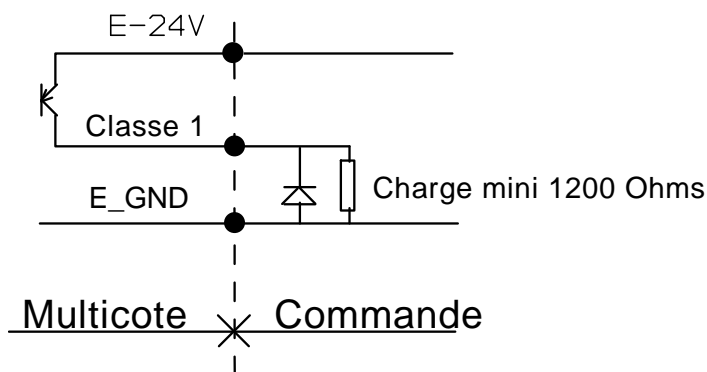 E-24V
Classe 1
E_GND
Charge mini 1200 Ohms
Multicote Commande